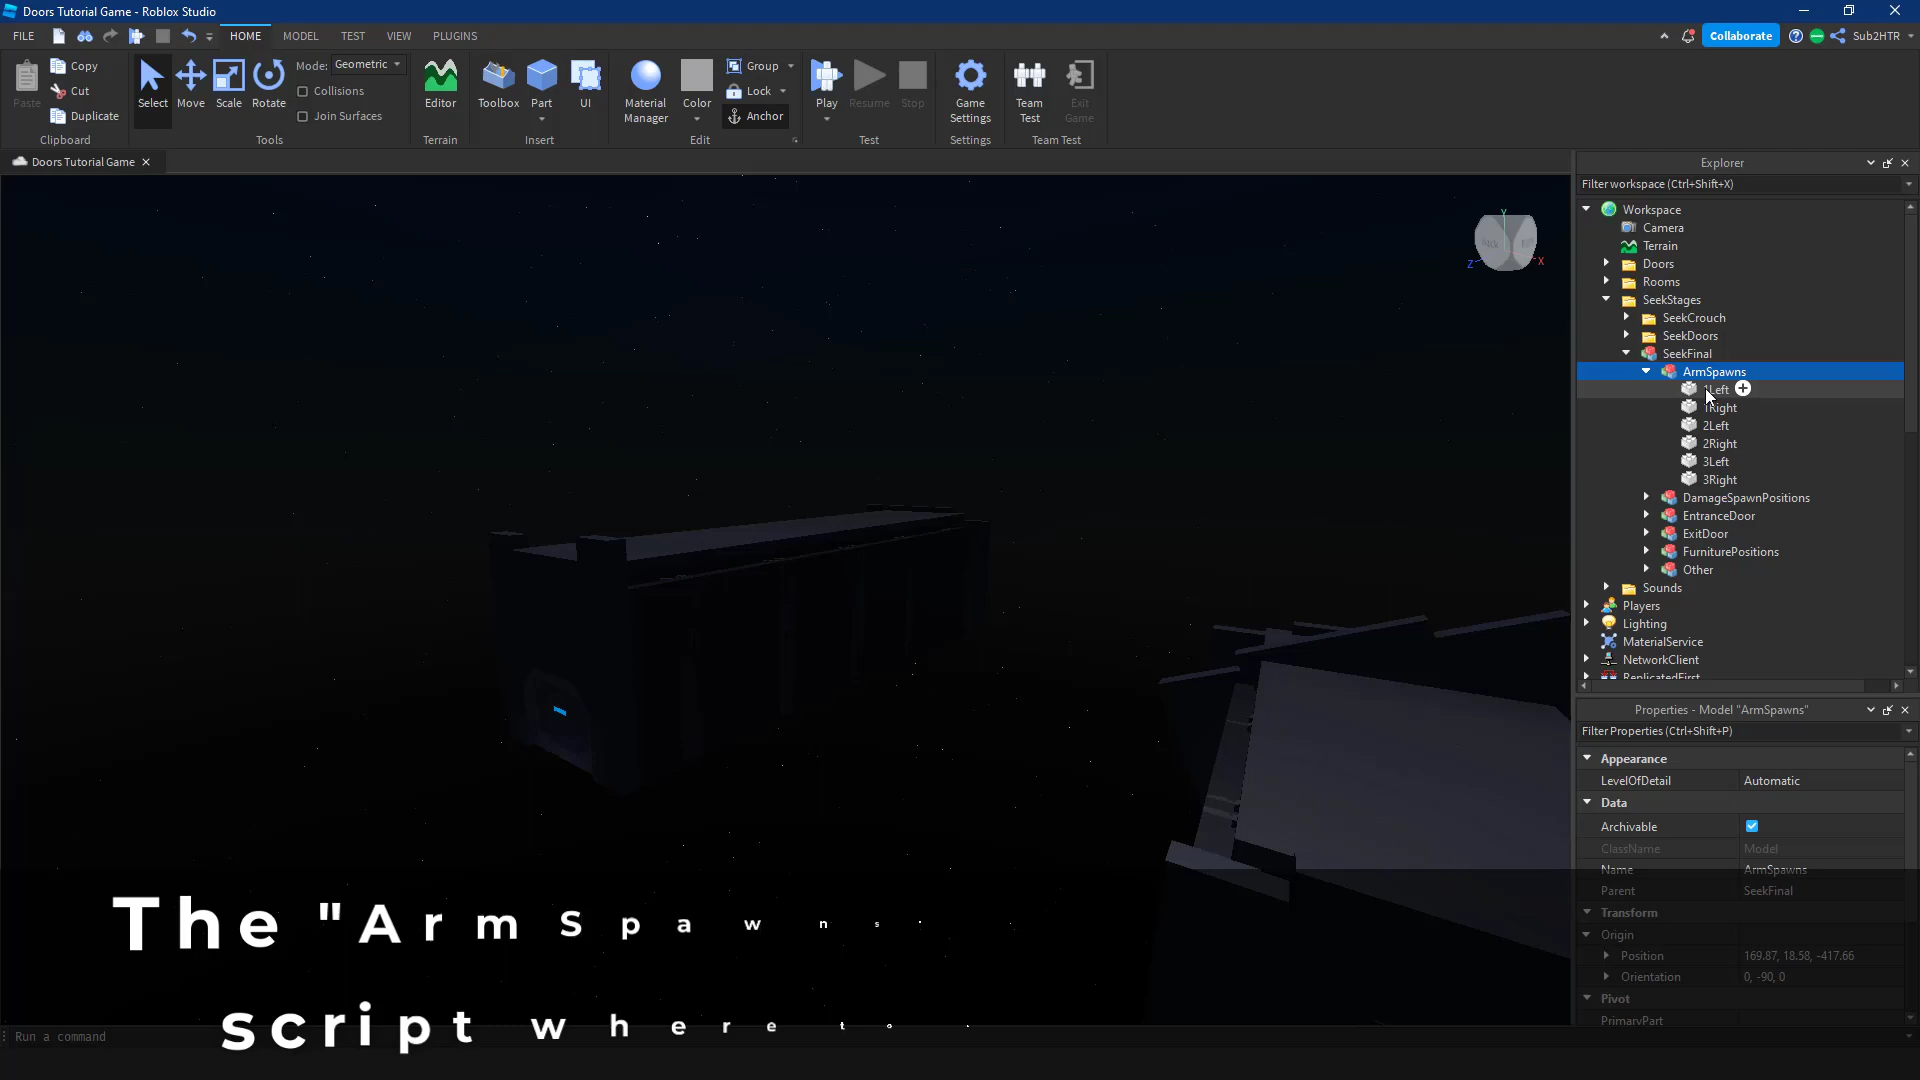 Doors Tutorial Game - Roblox Studio
FILE HOME MODEL TEST VIEW PLUGINS Collaborate Sub2HTR
Paste Copy Cut Duplicate Clipboard
Select Move Scale Rotate Mode: Geometric Collisions Join Surfaces Tools
Editor Terrain
Toolbox Part UI Insert
Material Manager Color Group Lock Anchor Edit
Play Resume Stop Test
Game Settings Settings
Team Test Exit Game Team Test
Doors Tutorial Game
Explorer
Filter workspace (Ctrl+Shift+X)
Workspace
Camera
Terrain
Doors
Rooms
SeekStages
SeekCrouch
SeekDoors
SeekFinal
ArmSpawns
1Left
1Right
2Left
2Right
3Left
3Right
DamageSpawnPositions
EntranceDoor
ExitDoor
FurniturePositions
Other
Sounds
Players
Lighting
MaterialService
NetworkClient
ReplicatedFirst
Y
Z X
Properties - Model "ArmSpawns"
Filter Properties (Ctrl+Shift+P)
Appearance
LevelOfDetail Automatic
Data
Archivable
ClassName Model
Name ArmSpawns
Parent SeekFinal
Transform
Origin
Position 169.87, 18.58, -417.66
Orientation 0, -90, 0
Pivot
PrimaryPart
The "ArmSpawns
script where to
Run a command